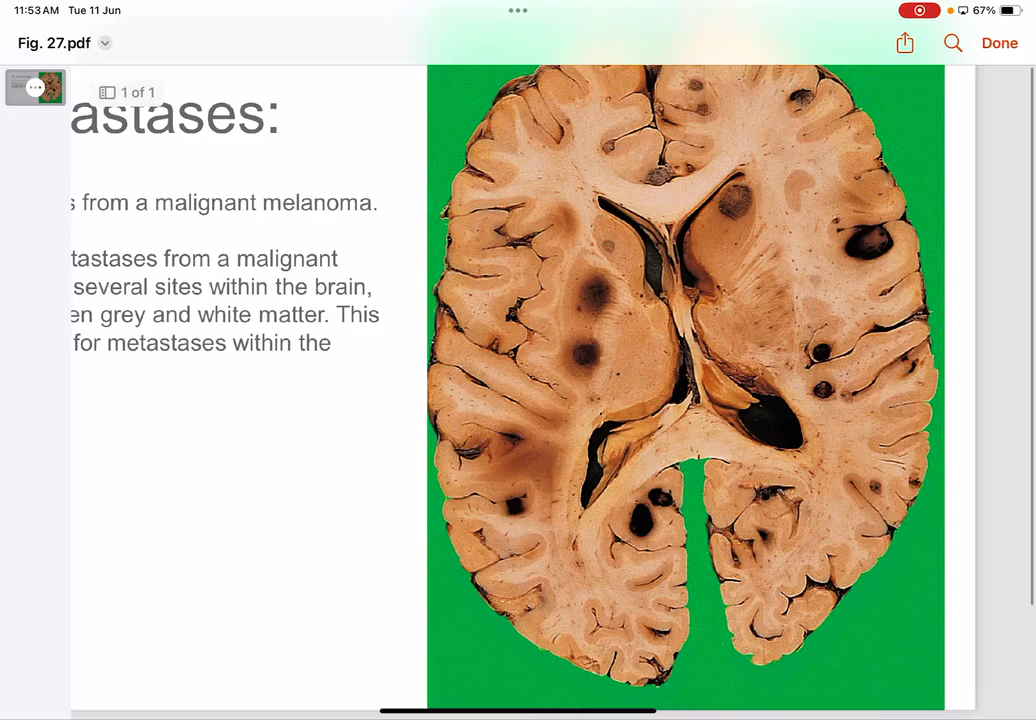 11:53 AM Tue 11 Jun
67%
Fig. 27.pdf
Done
1 of 1
astases:
s from a malignant melanoma.
tastases from a malignant
several sites within the brain,
en grey and white matter. This
for metastases within the